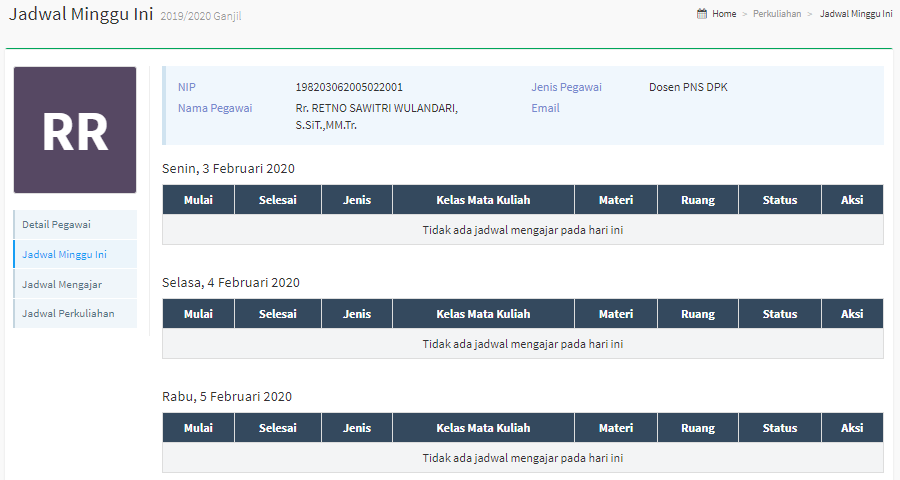 Jadwal Minggu Ini 2019/2020 Ganjil
Home > Perkuliahan > Jadwal Minggu Ini
RR
Detail Pegawai
Jadwal Minggu Ini
Jadwal Mengajar
Jadwal Perkuliahan
NIP 198203062005022001 Jenis Pegawai Dosen PNS DPK
Nama Pegawai Rr. RETNO SAWITRI WULANDARI, Email
S.SiT.,MM.Tr.
Senin, 3 Februari 2020
Mulai Selesai Jenis Kelas Mata Kuliah Materi Ruang Status Aksi
Tidak ada jadwal mengajar pada hari ini
Selasa, 4 Februari 2020
Mulai Selesai Jenis Kelas Mata Kuliah Materi Ruang Status Aksi
Tidak ada jadwal mengajar pada hari ini
Rabu, 5 Februari 2020
Mulai Selesai Jenis Kelas Mata Kuliah Materi Ruang Status Aksi
Tidak ada jadwal mengajar pada hari ini